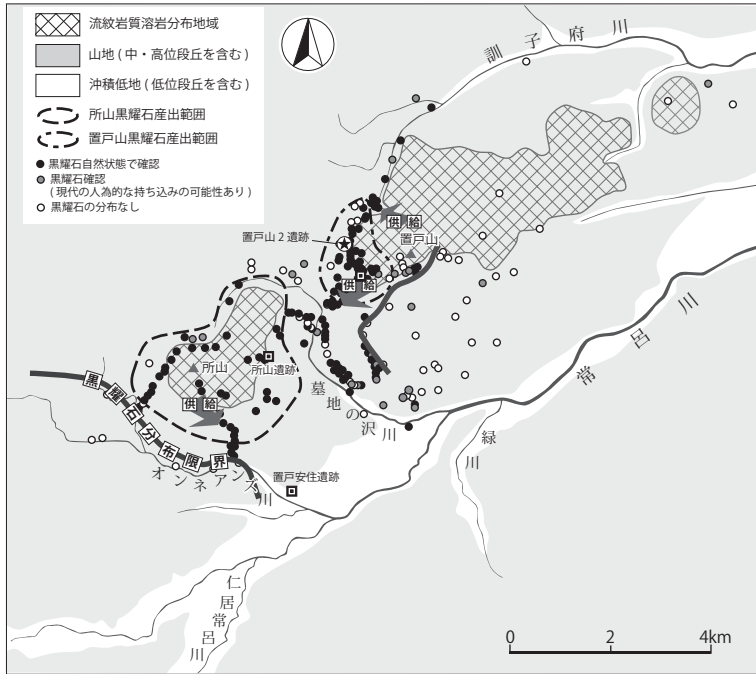 流紋岩質溶岩分布地域
山地 ( 中・高位段丘を含む )
沖積低地 ( 低位段丘を含む )
所山黒耀石産出範囲
置戸山黒耀石産出範囲
黒耀石自然状態で確認
黒耀石確認
( 現代の人為的な持ち込みの可能性あり )
黒耀石の分布なし
訓子府川
供給
置戸山2遺跡
置戸山
供給
常呂川
所山
所山遺跡
供給
墓地の沢川
黒耀石分布限界
緑川
オンネアンズ川
置戸安住遺跡
仁居常呂川
0 2 4km